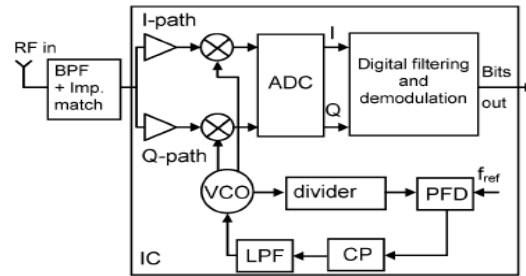 I-path
RF in
BPF
+ Imp.
match
ADC
I
Q
Digital filtering
and
demodulation
Bits
out
Q-path
VCO
divider
PFD
fref
LPF
CP
IC